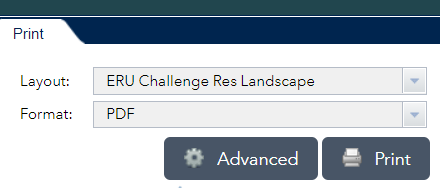 Print
Layout: ERU Challenge Res Landscape
Format: PDF
Advanced Print